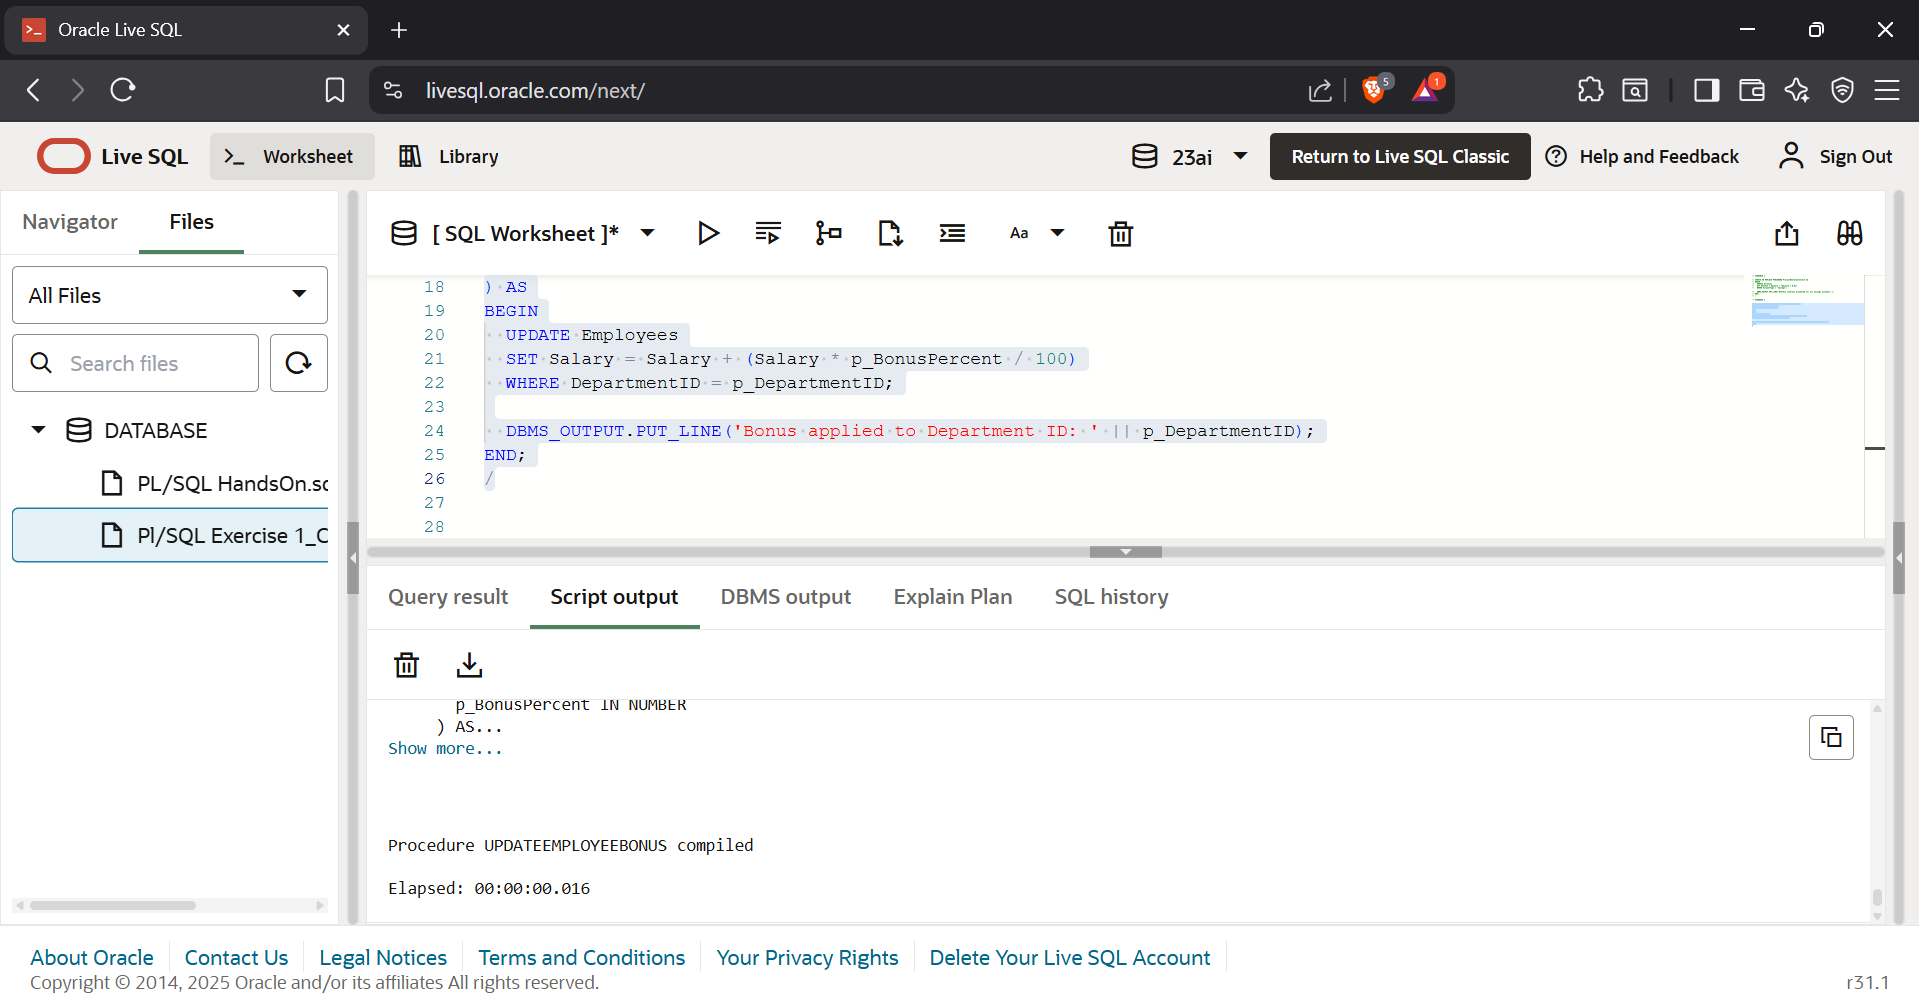 Oracle Live SQL
livesql.oracle.com/next/
5
1
Live SQL
>_ Worksheet
Library
23ai
Return to Live SQL Classic
Help and Feedback
Sign Out
Navigator
Files
All Files
Search files
DATABASE
PL/SQL HandsOn.sc
Pl/SQL Exercise 1_C
[ SQL Worksheet ]*
Aa
18 ) AS
19 BEGIN
20 UPDATE Employees
21 SET Salary = Salary + (Salary * p_BonusPercent / 100)
22 WHERE DepartmentID = p_DepartmentID;
23
24 DBMS_OUTPUT.PUT_LINE('Bonus applied to Department ID: ' || p_DepartmentID);
25 END;
26 /
27
28
Query result
Script output
DBMS output
Explain Plan
SQL history
p_BonusPercent IN NUMBER
) AS...
Show more...
Procedure UPDATEEMPLOYEEBONUS compiled
Elapsed: 00:00:00.016
About Oracle
Contact Us
Legal Notices
Terms and Conditions
Your Privacy Rights
Delete Your Live SQL Account
Copyright © 2014, 2025 Oracle and/or its affiliates All rights reserved.
r31.1